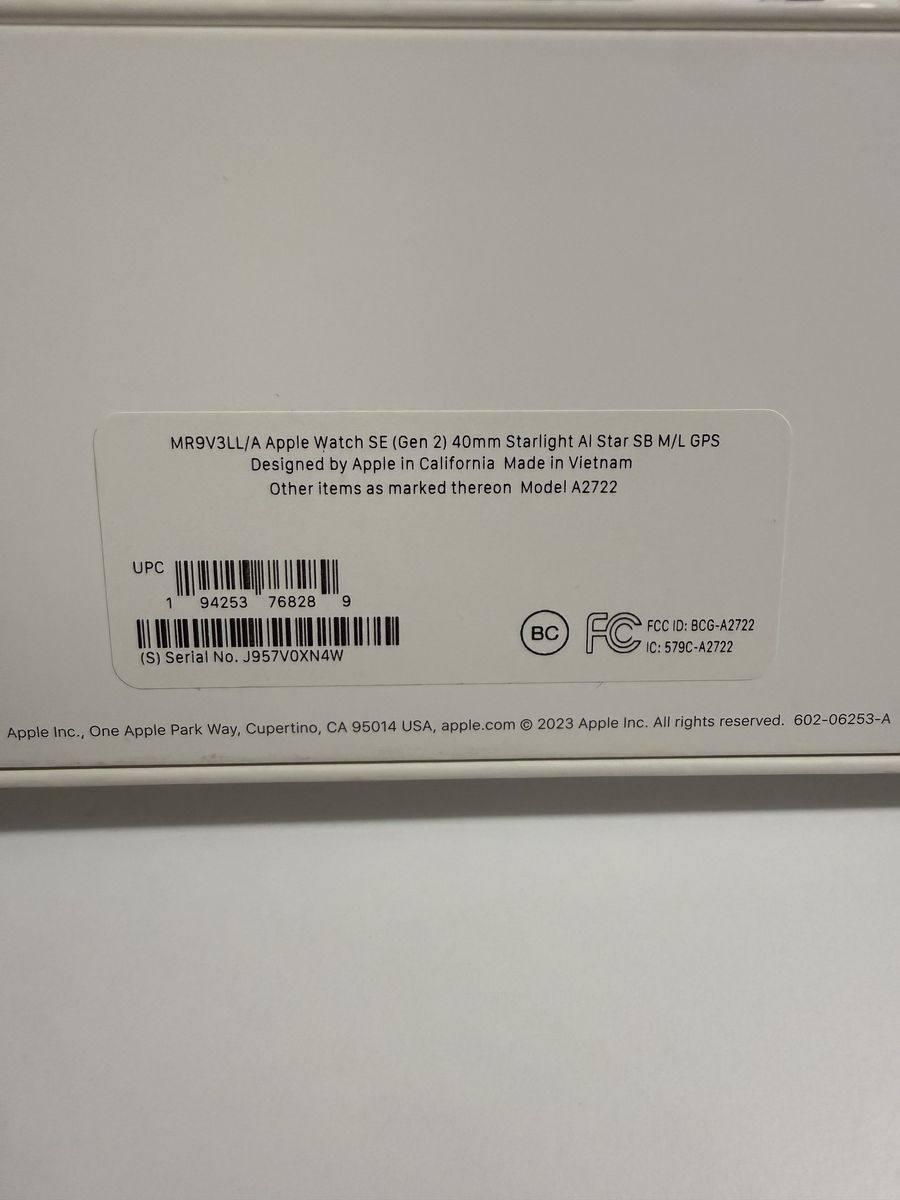 MR9V3LL/A Apple Watch SE (Gen 2) 40mm Starlight Al Star SB M/L GPS
Designed by Apple in California Made in Vietnam
Other items as marked thereon Model A2722
UPC
1 94253 76828 9
(S) Serial No. J957V0XN4W
BC
FC
FCC ID: BCG-A2722
IC: 579C-A2722
Apple Inc., One Apple Park Way, Cupertino, CA 95014 USA, apple.com © 2023 Apple Inc. All rights reserved. 602-06253-A